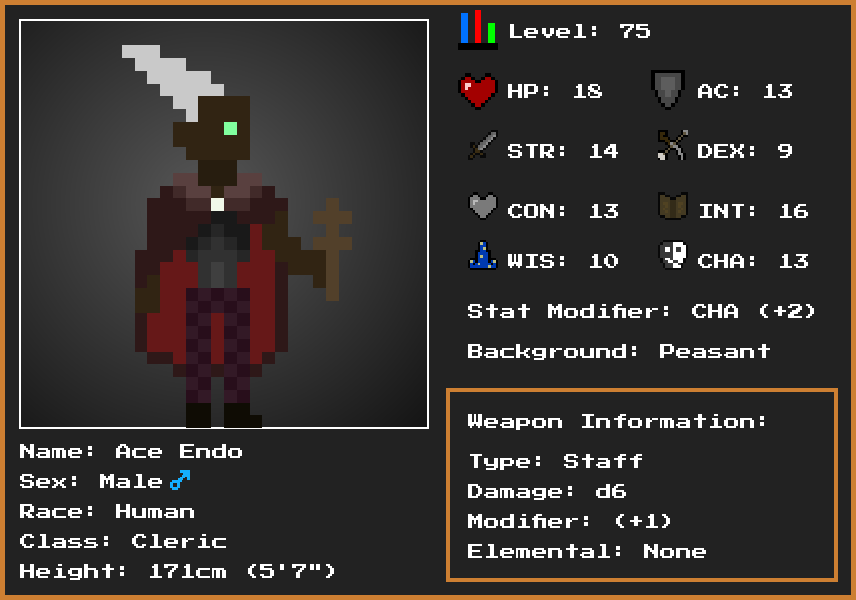 Level: 75
HP: 18 AC: 13
STR: 14 DEX: 9
CON: 13 INT: 16
WIS: 10 CHA: 13
Stat Modifier: CHA (+2)
Background: Peasant
Weapon Information:
Type: Staff
Damage: d6
Modifier: (+1)
Elemental: None
Name: Ace Endo
Sex: Male ♂
Race: Human
Class: Cleric
Height: 171cm (5'7")